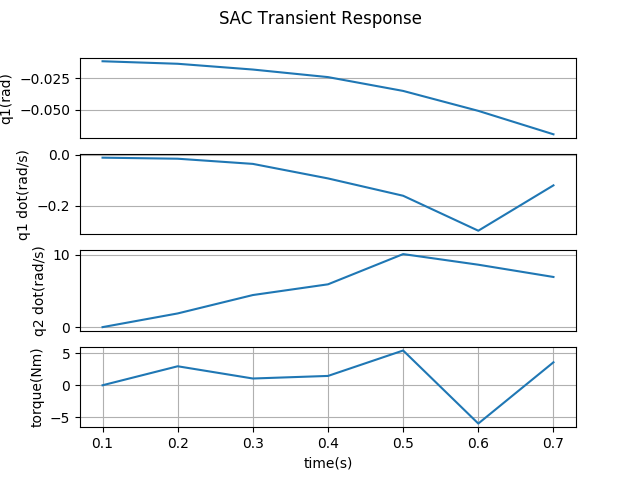 SAC Transient Response
q1(rad)
−0.025
−0.050
q1 dot(rad/s)
0.0
−0.2
q2 dot(rad/s)
10
0
torque(Nm)
5
0
−5
0.1 0.2 0.3 0.4 0.5 0.6 0.7
time(s)